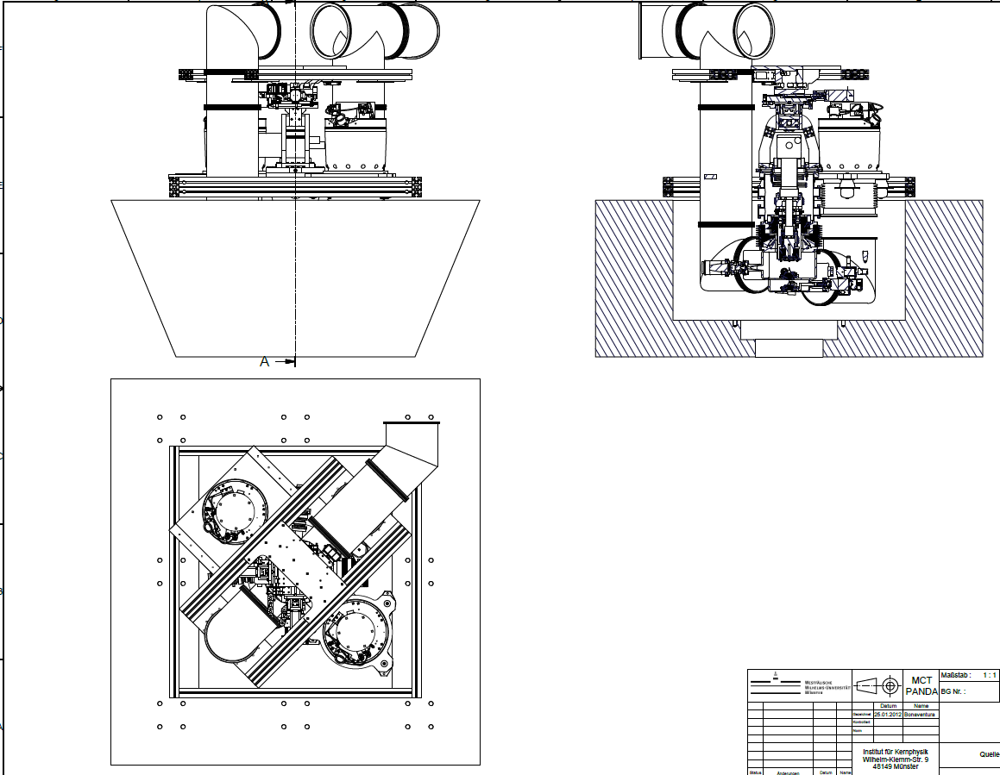 F
E
D
C
B
A
A
WESTFÄLISCHE
WILHELMS-UNIVERSITÄT
MÜNSTER
MCT
PANDA
Maßstab : 1 : 1
BG Nr. :
Datum Name
Gezeichnet 25.01.2012 Bonaventura
Kontrolliert
Norm
Institut für Kernphysik
Wilhelm-Klemm-Str. 9
48149 Münster
Quelle
Status Änderungen Datum Name